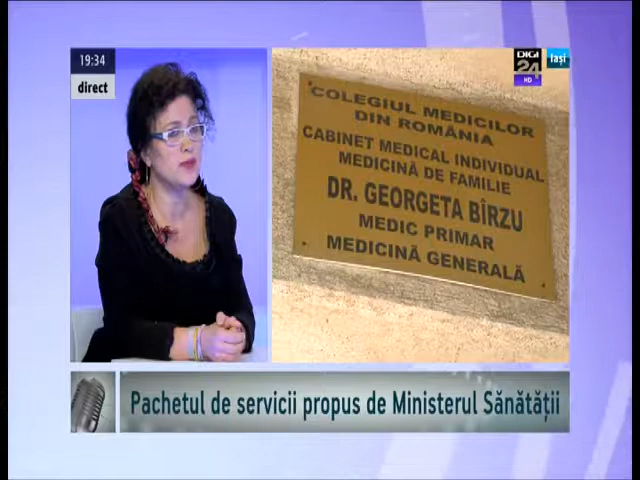 19:34
direct
DIGI
24
HD
Iași
COLEGIUL MEDICILOR
DIN ROMÂNIA
CABINET MEDICAL INDIVIDUAL
MEDICINĂ DE FAMILIE
DR. GEORGETA BÎRZU
MEDIC PRIMAR
MEDICINĂ GENERALĂ
Pachetul de servicii propus de Ministerul Sănătății